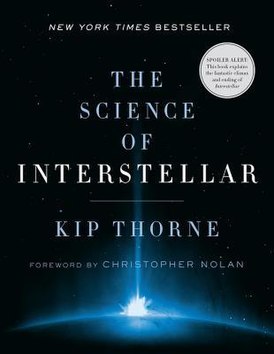 NEW YORK TIMES BESTSELLER
SPOILER ALERT:
This book explains
the fantastic climax
and ending of
Interstellar
THE
SCIENCE
OF
INTERSTELLAR
KIP THORNE
FOREWORD BY CHRISTOPHER NOLAN